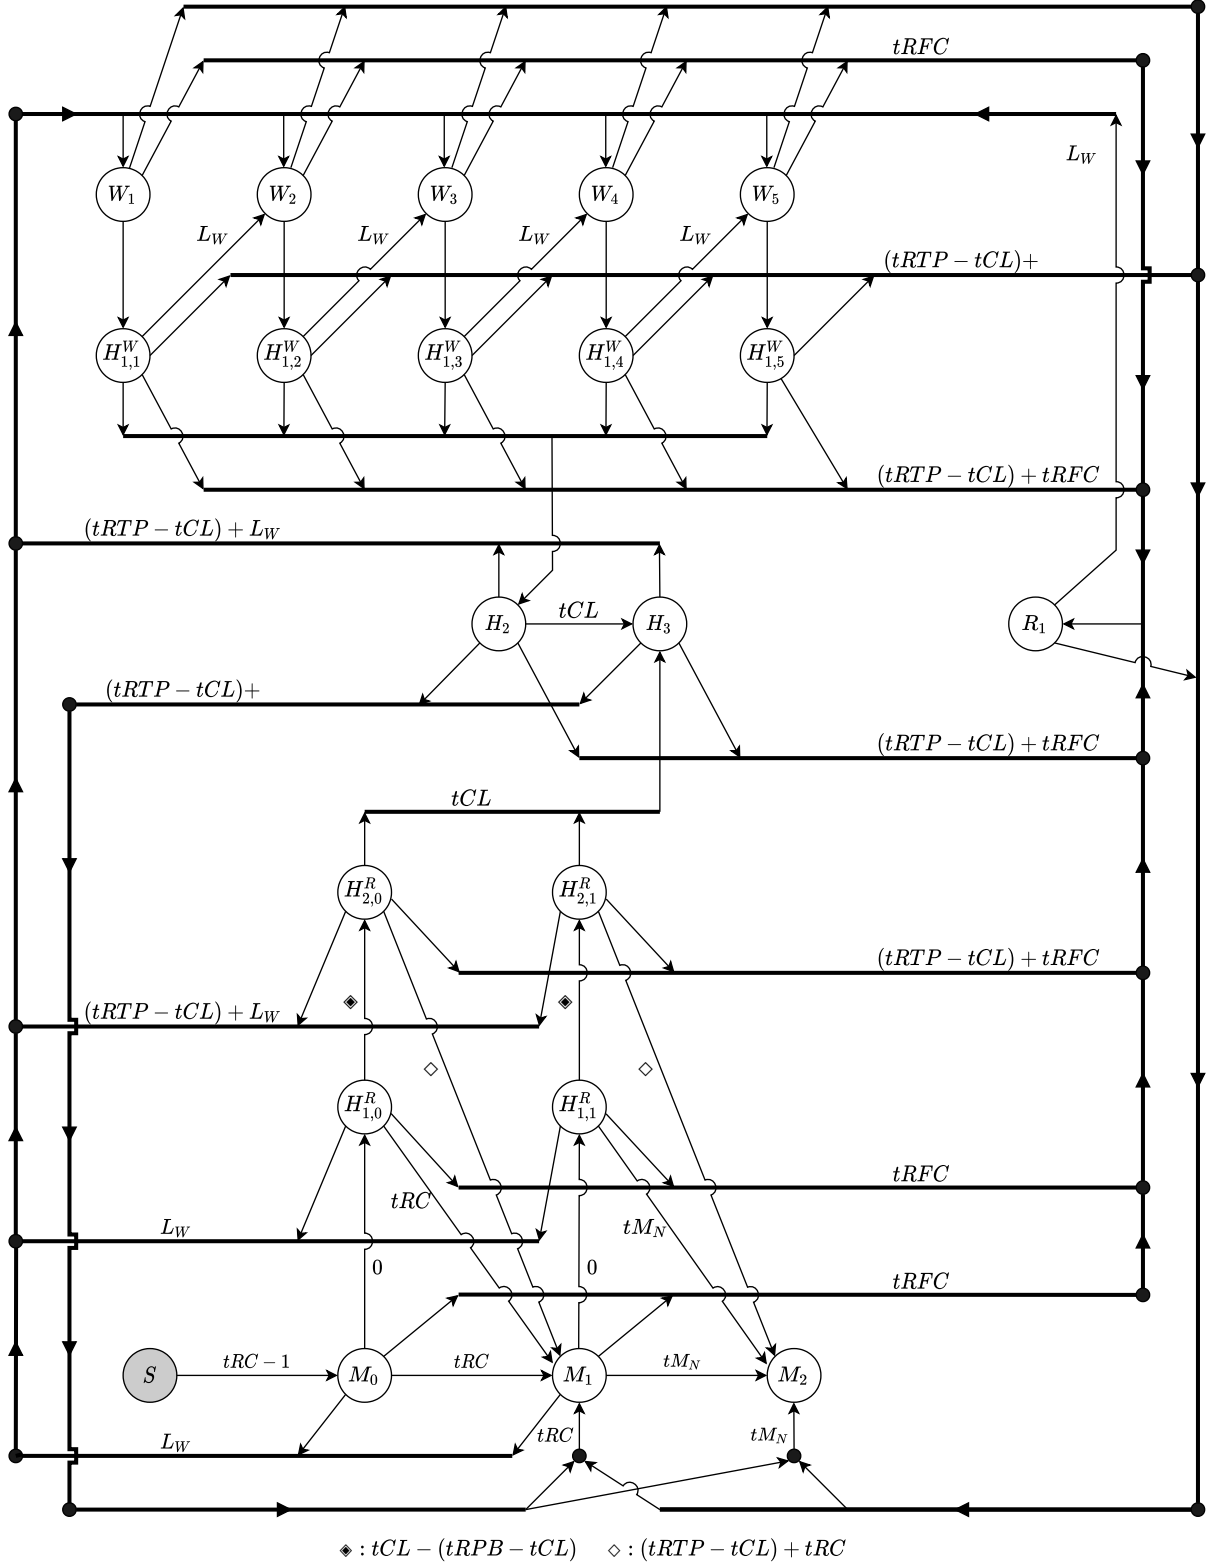 tRFC
L_W
W_1 W_2 W_3 W_4 W_5
L_W L_W L_W L_W
(tRTP − tCL)+
H^W_{1,1} H^W_{1,2} H^W_{1,3} H^W_{1,4} H^W_{1,5}
(tRTP − tCL) + tRFC
(tRTP − tCL) + L_W
tCL
H_2 H_3 R_1
(tRTP − tCL)+
(tRTP − tCL) + tRFC
tCL
H^R_{2,0} H^R_{2,1}
(tRTP − tCL) + tRFC
◈ ◈
(tRTP − tCL) + L_W
◇ ◇
H^R_{1,0} H^R_{1,1}
tRFC
tRC
L_W tM_N
0 0
tRFC
tRC − 1 tRC tM_N
S M_0 M_1 M_2
L_W tRC tM_N
◈ : tCL − (tRPB − tCL) ◇ : (tRTP − tCL) + tRC